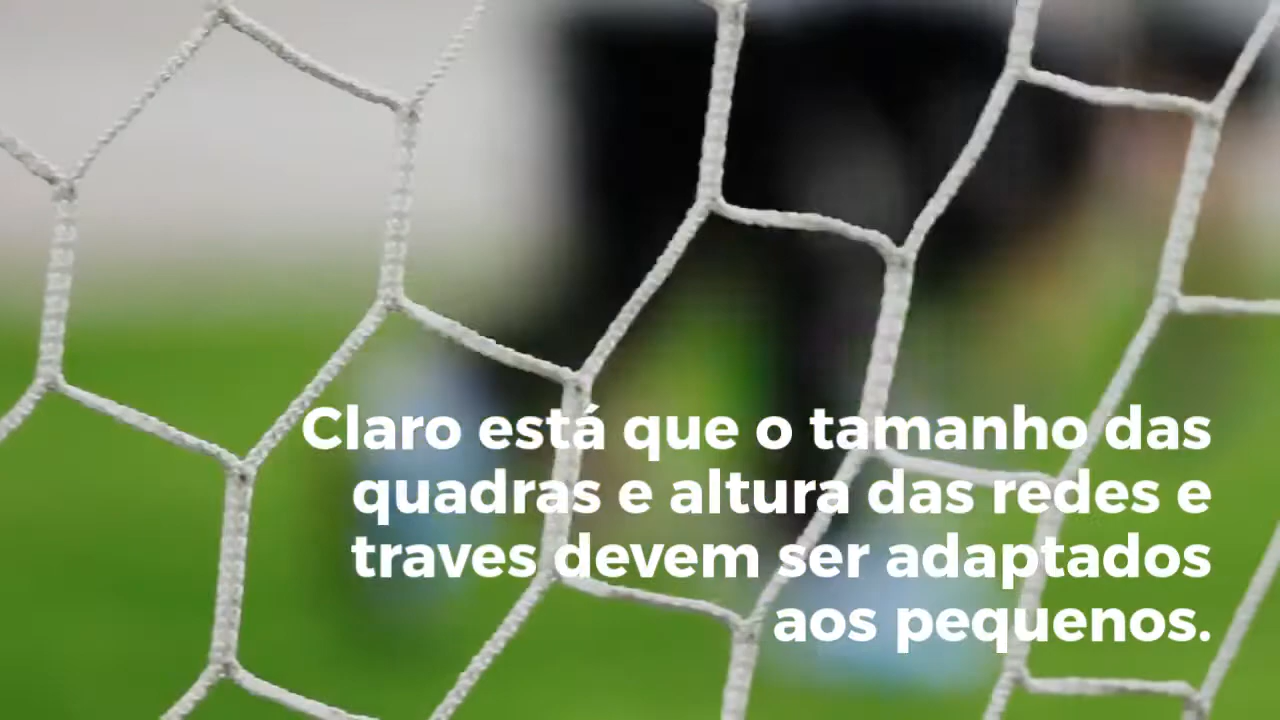 Claro está que o tamanho das
quadras e altura das redes e
traves devem ser adaptados
aos pequenos.